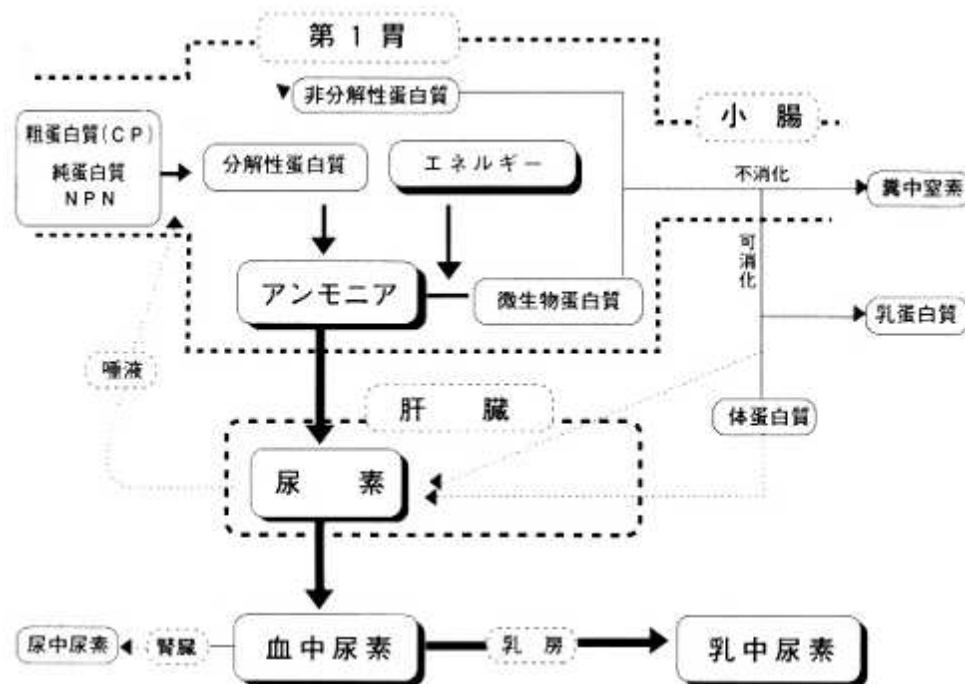 第1胃
非分解性蛋白質
小腸
粗蛋白質(CP)
純蛋白質
NPN
分解性蛋白質
エネルギー
不消化
糞中窒素
可消化
アンモニア
微生物蛋白質
乳蛋白質
唾液
肝臓
体蛋白質
尿素
尿中尿素
腎臓
血中尿素
乳房
乳中尿素